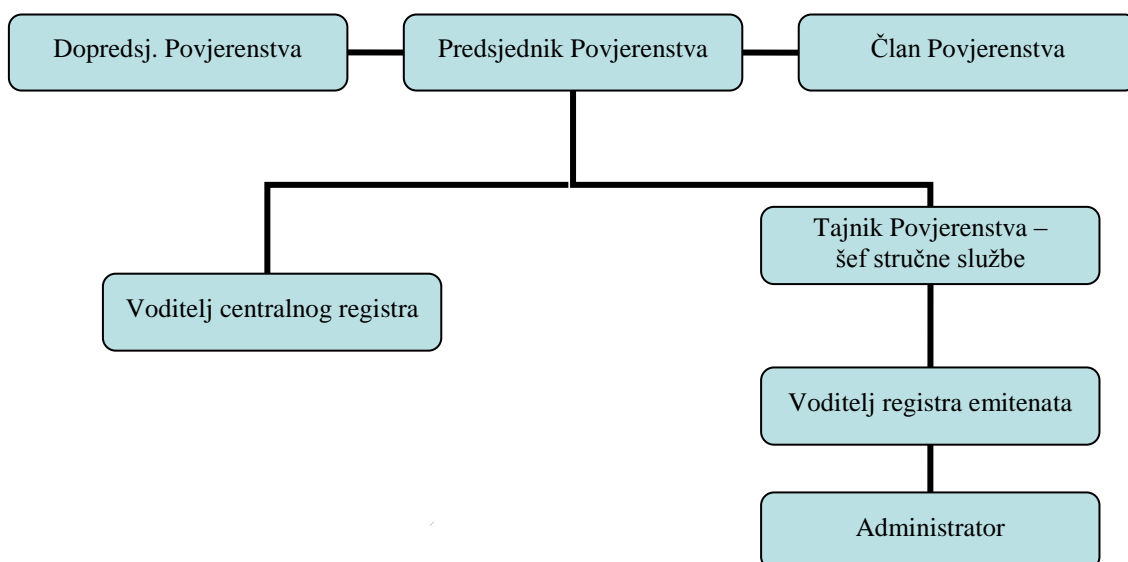 Dopredsj. Povjerenstva
Predsjednik Povjerenstva
Član Povjerenstva
Tajnik Povjerenstva –
šef stručne službe
Voditelj centralnog registra
Voditelj registra emitenata
Administrator